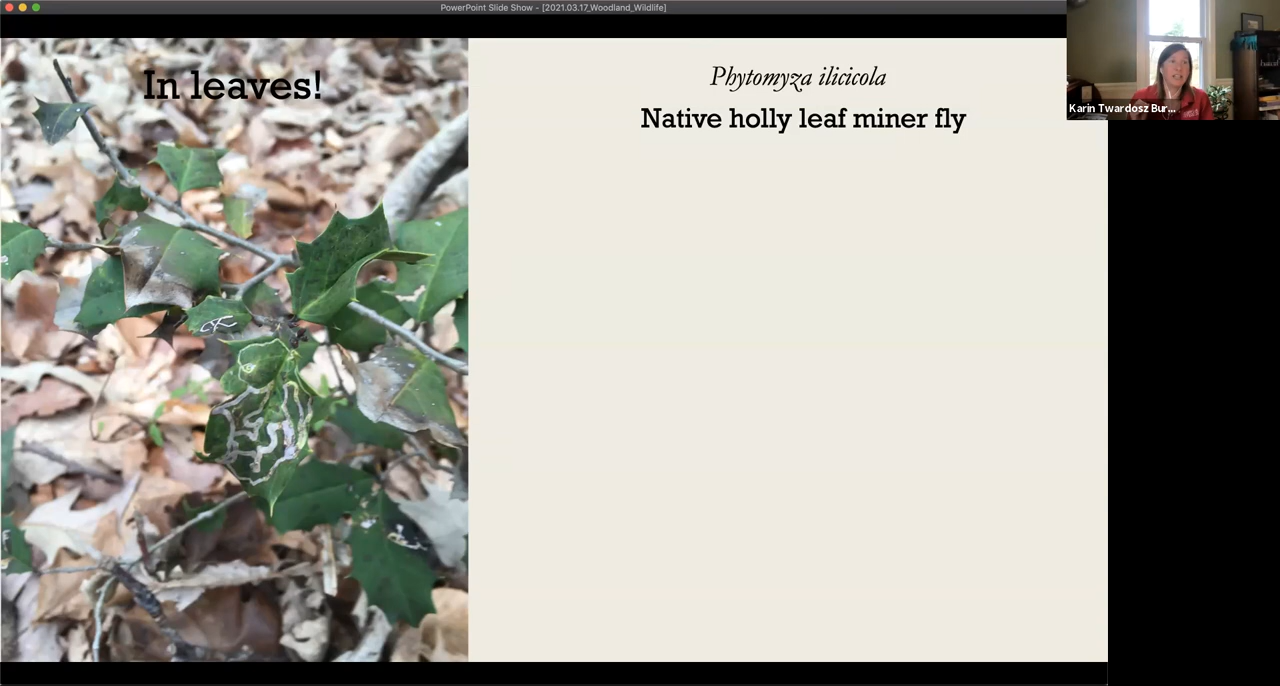 PowerPoint Slide Show - [2021.03.17_Woodland_Wildlife]
In leaves!
Phytomyza ilicicola
Native holly leaf miner fly
Karin Twardosz Bur...